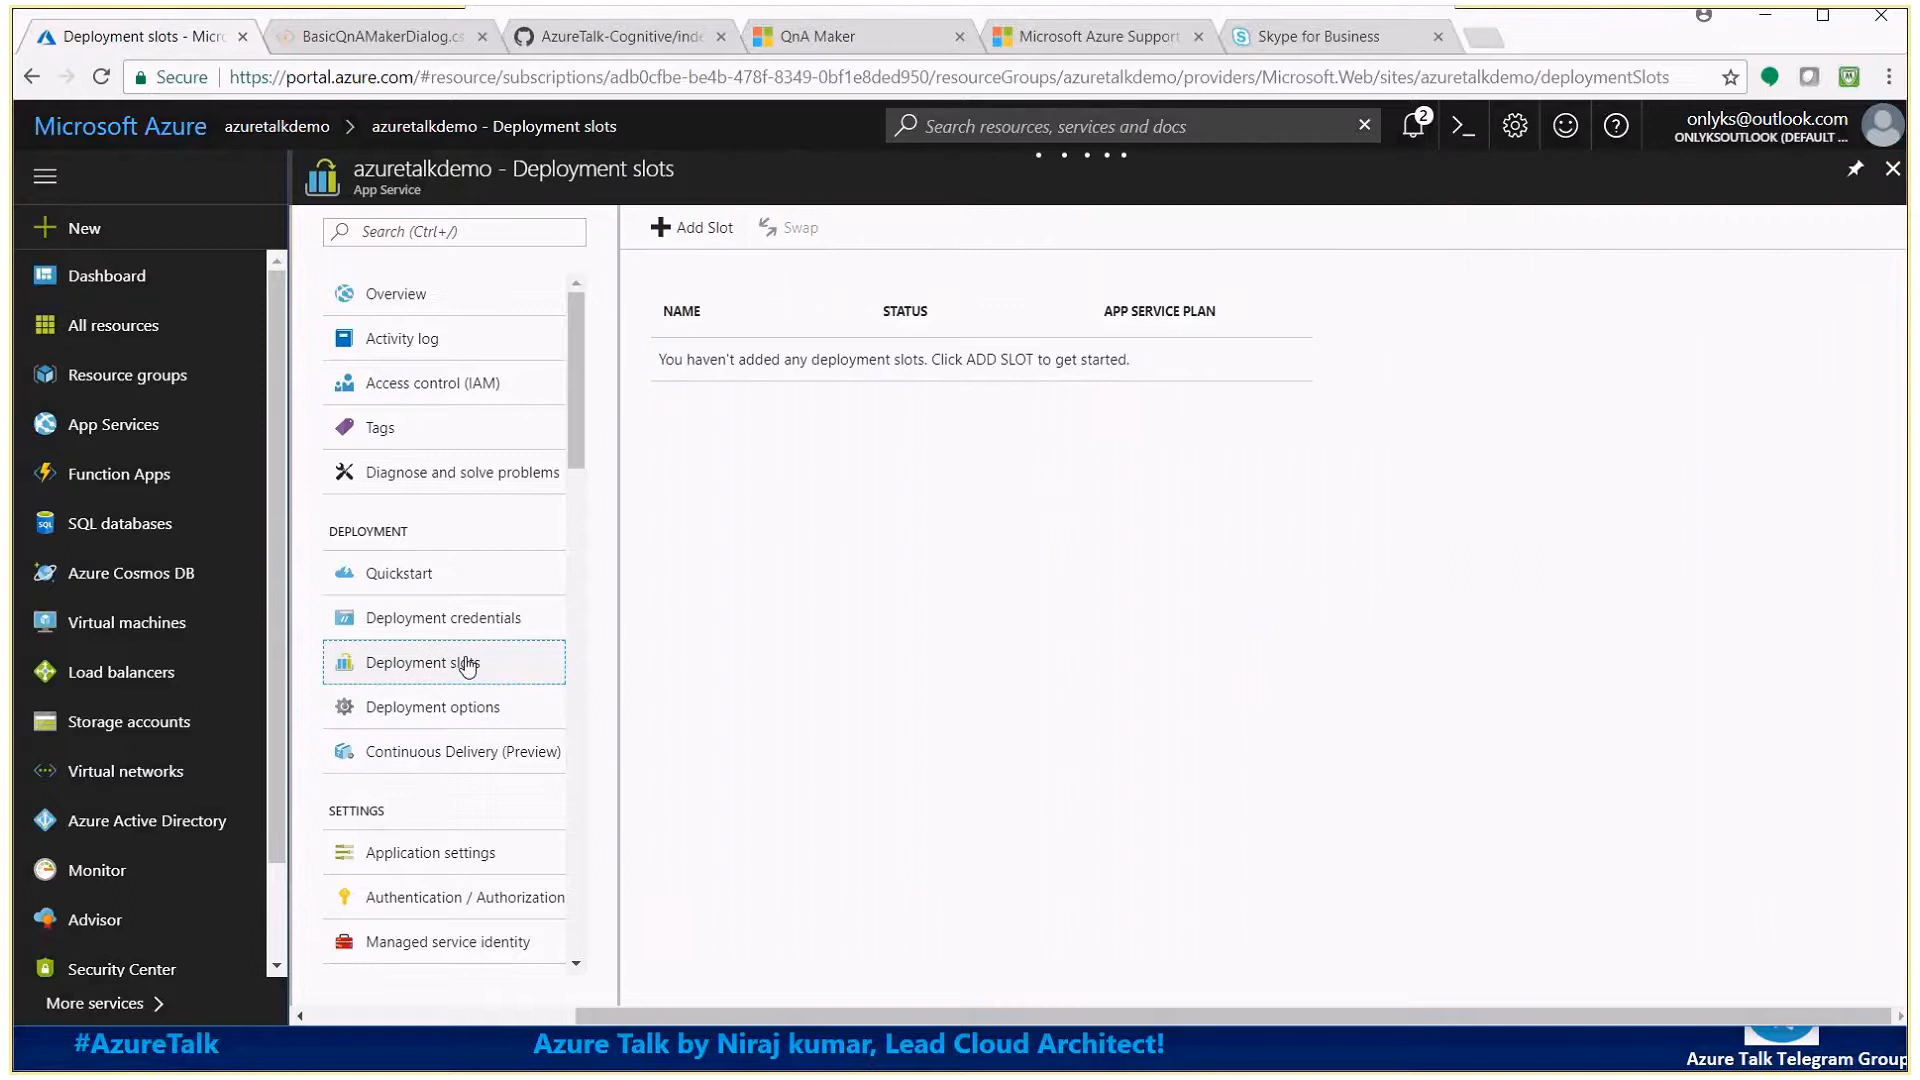 Deployment slots - Micr
BasicQnAMakerDialog.cs
AzureTalk-Cognitive/inde
QnA Maker
Microsoft Azure Support
Skype for Business
Secure
https://portal.azure.com/#resource/subscriptions/adb0cfbe-be4b-478f-8349-0bf1e8ded950/resourceGroups/azuretalkdemo/providers/Microsoft.Web/sites/azuretalkdemo/deploymentSlots
Microsoft Azure
azuretalkdemo
azuretalkdemo - Deployment slots
Search resources, services and docs
2
onlyks@outlook.com
ONLYKSOUTLOOK (DEFAULT ...
azuretalkdemo - Deployment slots
App Service
New
Dashboard
All resources
Resource groups
App Services
Function Apps
SQL databases
Azure Cosmos DB
Virtual machines
Load balancers
Storage accounts
Virtual networks
Azure Active Directory
Monitor
Advisor
Security Center
More services
Search (Ctrl+/)
Overview
Activity log
Access control (IAM)
Tags
Diagnose and solve problems
DEPLOYMENT
Quickstart
Deployment credentials
Deployment slots
Deployment options
Continuous Delivery (Preview)
SETTINGS
Application settings
Authentication / Authorization
Managed service identity
Add Slot
Swap
NAME STATUS APP SERVICE PLAN
You haven't added any deployment slots. Click ADD SLOT to get started.
#AzureTalk
Azure Talk by Niraj kumar, Lead Cloud Architect!
Azure Talk Telegram Group